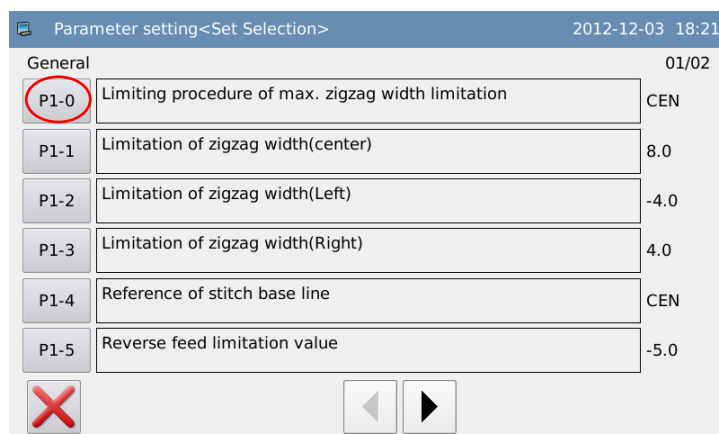 Parameter setting<Set Selection> 2012-12-03 18:21
General 01/02
P1-0 Limiting procedure of max. zigzag width limitation CEN
P1-1 Limitation of zigzag width(center) 8.0
P1-2 Limitation of zigzag width(Left) -4.0
P1-3 Limitation of zigzag width(Right) 4.0
P1-4 Reference of stitch base line CEN
P1-5 Reverse feed limitation value -5.0